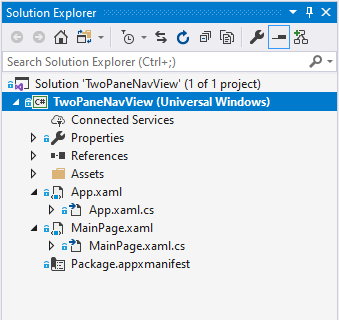 Solution Explorer
Search Solution Explorer (Ctrl+;)
Solution 'TwoPaneNavView' (1 of 1 project)
C# TwoPaneNavView (Universal Windows)
Connected Services
Properties
References
Assets
App.xaml
App.xaml.cs
MainPage.xaml
MainPage.xaml.cs
Package.appxmanifest